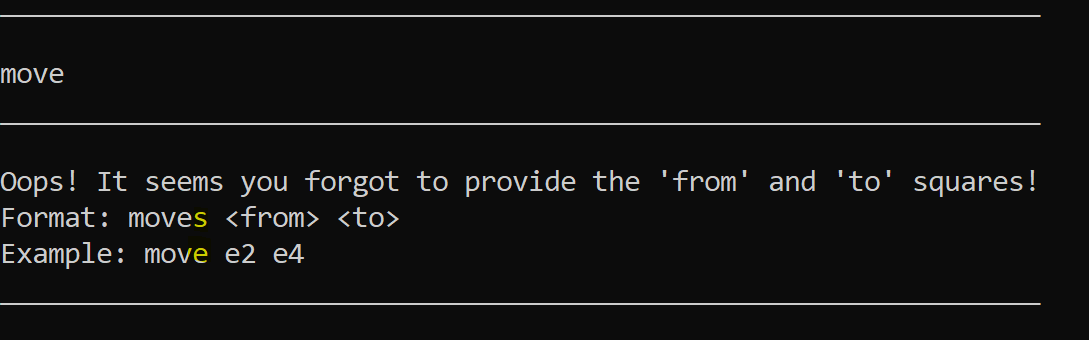 move
Oops! It seems you forgot to provide the 'from' and 'to' squares!
Format: moves <from> <to>
Example: move e2 e4